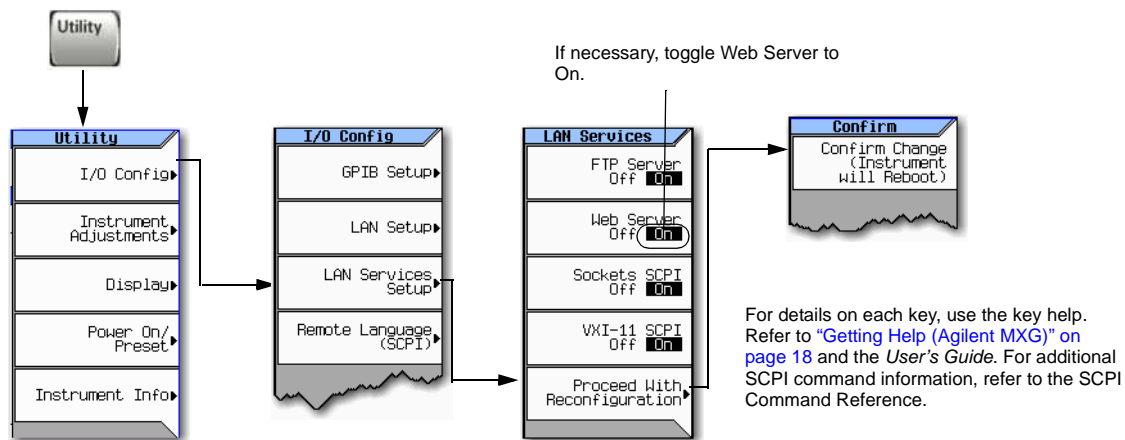 Utility
If necessary, toggle Web Server to
On.
Utility
I/O Config
Instrument
Adjustments
Display
Power On/
Preset
Instrument Info
I/O Config
GPIB Setup
LAN Setup
LAN Services
Setup
Remote Language
(SCPI)
LAN Services
FTP Server
Off On
Web Server
Off On
Sockets SCPI
Off On
VXI-11 SCPI
Off On
Proceed With
Reconfiguration
Confirm
Confirm Change
(Instrument
will Reboot)
For details on each key, use the key help.
Refer to “Getting Help (Agilent MXG)” on
page 18 and the User’s Guide. For additional
SCPI command information, refer to the SCPI
Command Reference.